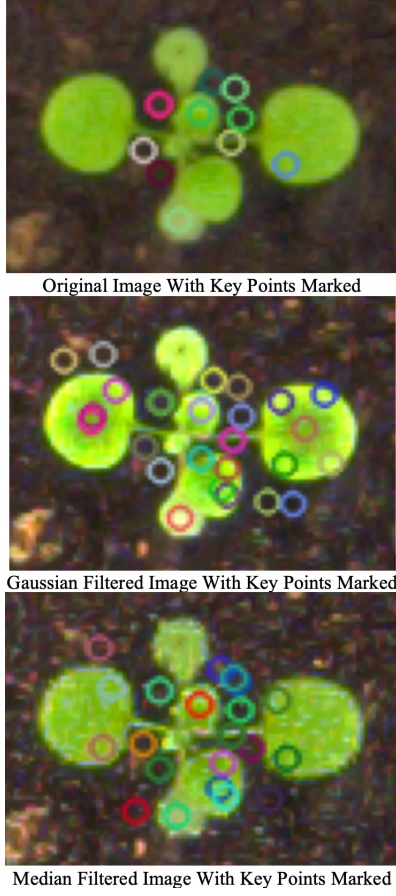 Original Image With Key Points Marked
Gaussian Filtered Image With Key Points Marked
Median Filtered Image With Key Points Marked